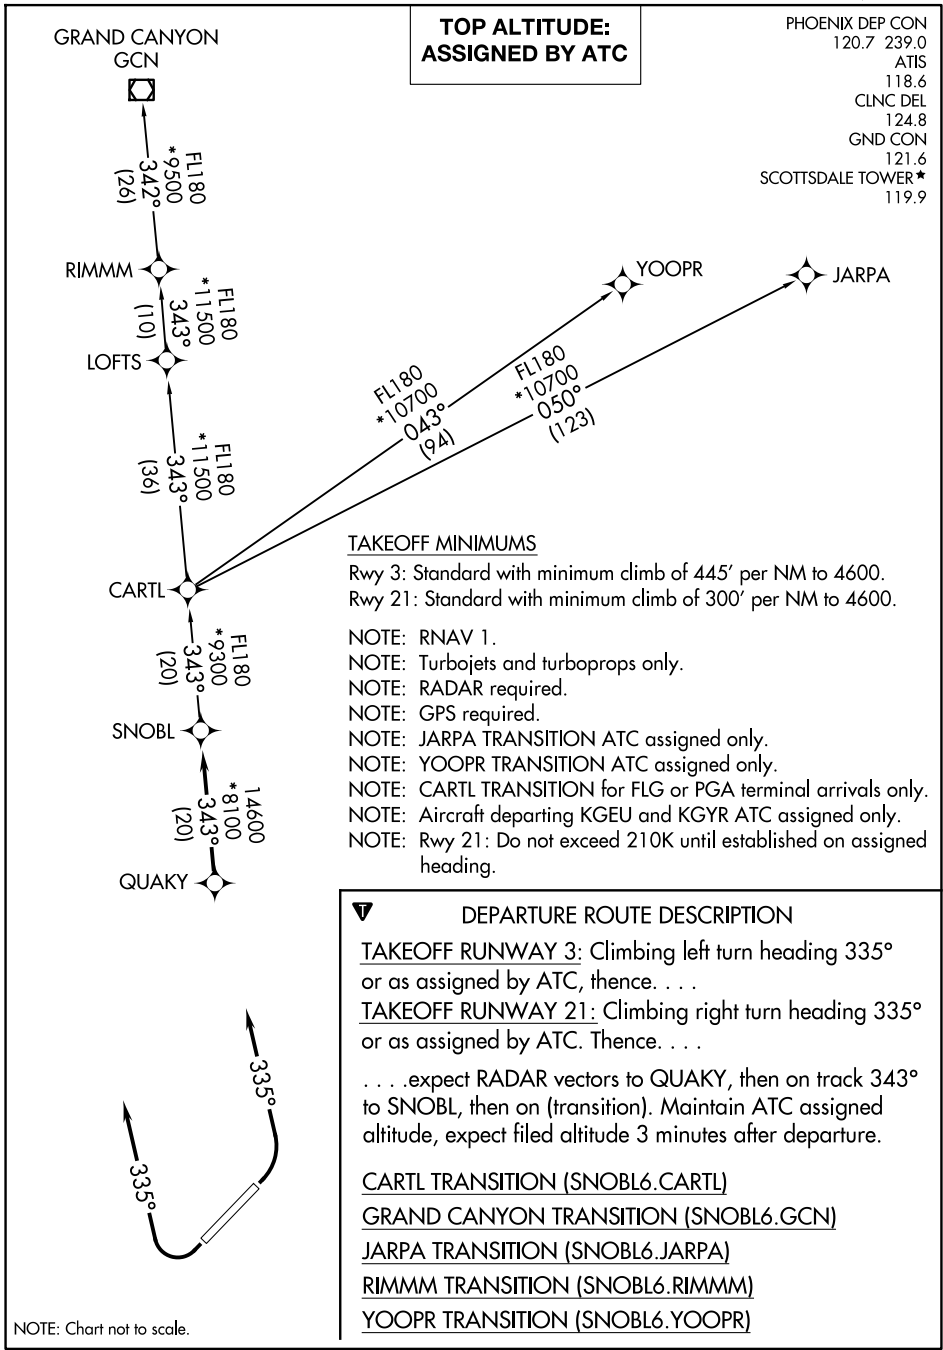 TOP ALTITUDE:
ASSIGNED BY ATC
PHOENIX DEP CON
120.7 239.0
ATIS
118.6
CLNC DEL
124.8
GND CON
121.6
SCOTTSDALE TOWER★
119.9
GRAND CANYON
GCN
FL180
*9500
342°
(26)
RIMMM
FL180
*11500
343°
(10)
LOFTS
FL180
*11500
343°
(36)
YOOPR
JARPA
FL180
*10700
043°
(94)
FL180
*10700
050°
(123)
CARTL
FL180
*9300
343°
(20)
SNOBL
14600
*8100
343°
(20)
QUAKY
TAKEOFF MINIMUMS
Rwy 3: Standard with minimum climb of 445' per NM to 4600.
Rwy 21: Standard with minimum climb of 300' per NM to 4600.
NOTE: RNAV 1.
NOTE: Turbojets and turboprops only.
NOTE: RADAR required.
NOTE: GPS required.
NOTE: JARPA TRANSITION ATC assigned only.
NOTE: YOOPR TRANSITION ATC assigned only.
NOTE: CARTL TRANSITION for FLG or PGA terminal arrivals only.
NOTE: Aircraft departing KGEU and KGYR ATC assigned only.
NOTE: Rwy 21: Do not exceed 210K until established on assigned
heading.
T
DEPARTURE ROUTE DESCRIPTION
TAKEOFF RUNWAY 3: Climbing left turn heading 335°
or as assigned by ATC, thence. . . .
TAKEOFF RUNWAY 21: Climbing right turn heading 335°
or as assigned by ATC. Thence. . . .
. . . .expect RADAR vectors to QUAKY, then on track 343°
to SNOBL, then on (transition). Maintain ATC assigned
altitude, expect filed altitude 3 minutes after departure.
CARTL TRANSITION (SNOBL6.CARTL)
GRAND CANYON TRANSITION (SNOBL6.GCN)
JARPA TRANSITION (SNOBL6.JARPA)
RIMMM TRANSITION (SNOBL6.RIMMM)
YOOPR TRANSITION (SNOBL6.YOOPR)
335°
335°
NOTE: Chart not to scale.